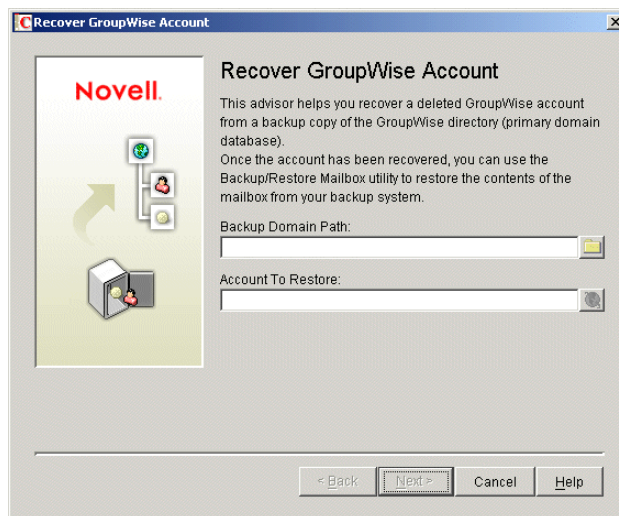 Recover GroupWise Account
Novell.
Recover GroupWise Account
This advisor helps you recover a deleted GroupWise account
from a backup copy of the GroupWise directory (primary domain
database).
Once the account has been recovered, you can use the
Backup/Restore Mailbox utility to restore the contents of the
mailbox from your backup system.
Backup Domain Path:
Account To Restore:
< Back Next > Cancel Help